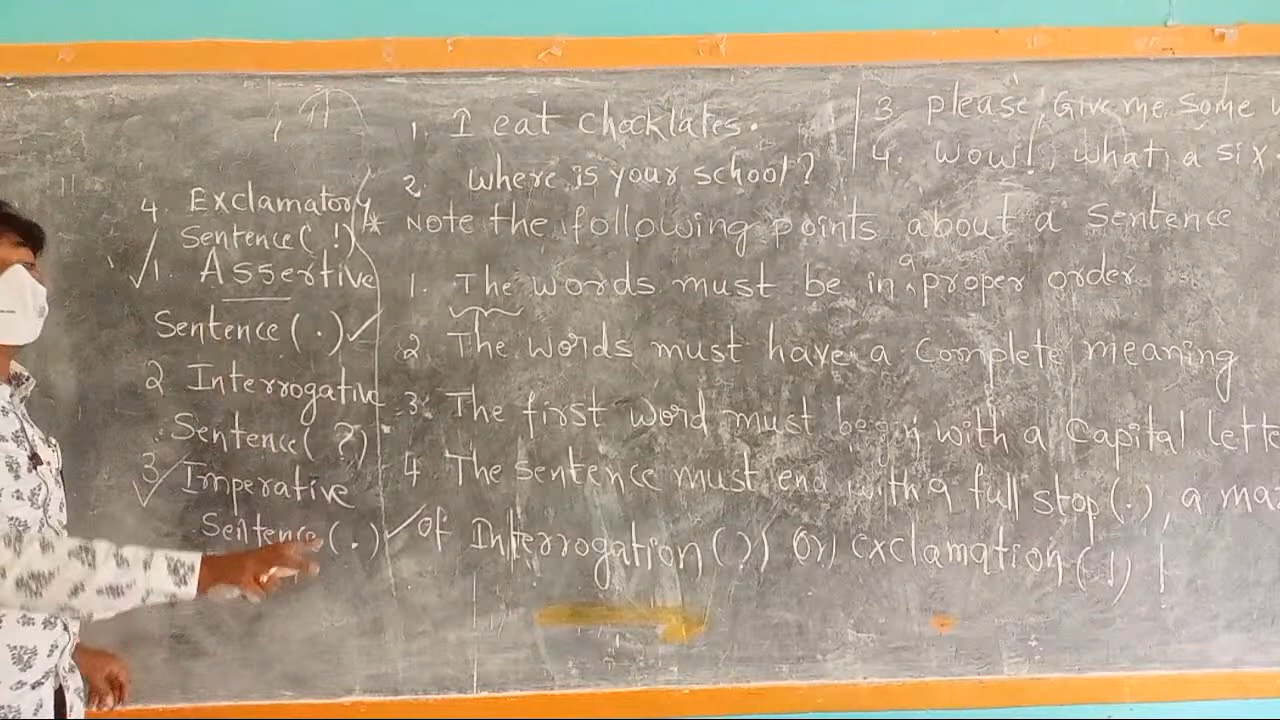 1. I eat chocklates.
2. Where is your school?
3. please, Give me some
4. Wow!, what a six
4. Exclamatory
Sentence( !)
1. Assertive
Sentence (.)
2 Interrogative
Sentence( ?)
3 Imperative
Sentence (.)
* Note the following points about a Sentence
1. The words must be in a proper order
2 The words must have a complete meaning
3. The first word must begin with a capital lette
4 The sentence must end with a full stop (.), a ma
of Interrogation (?) (or) exclamation (!)